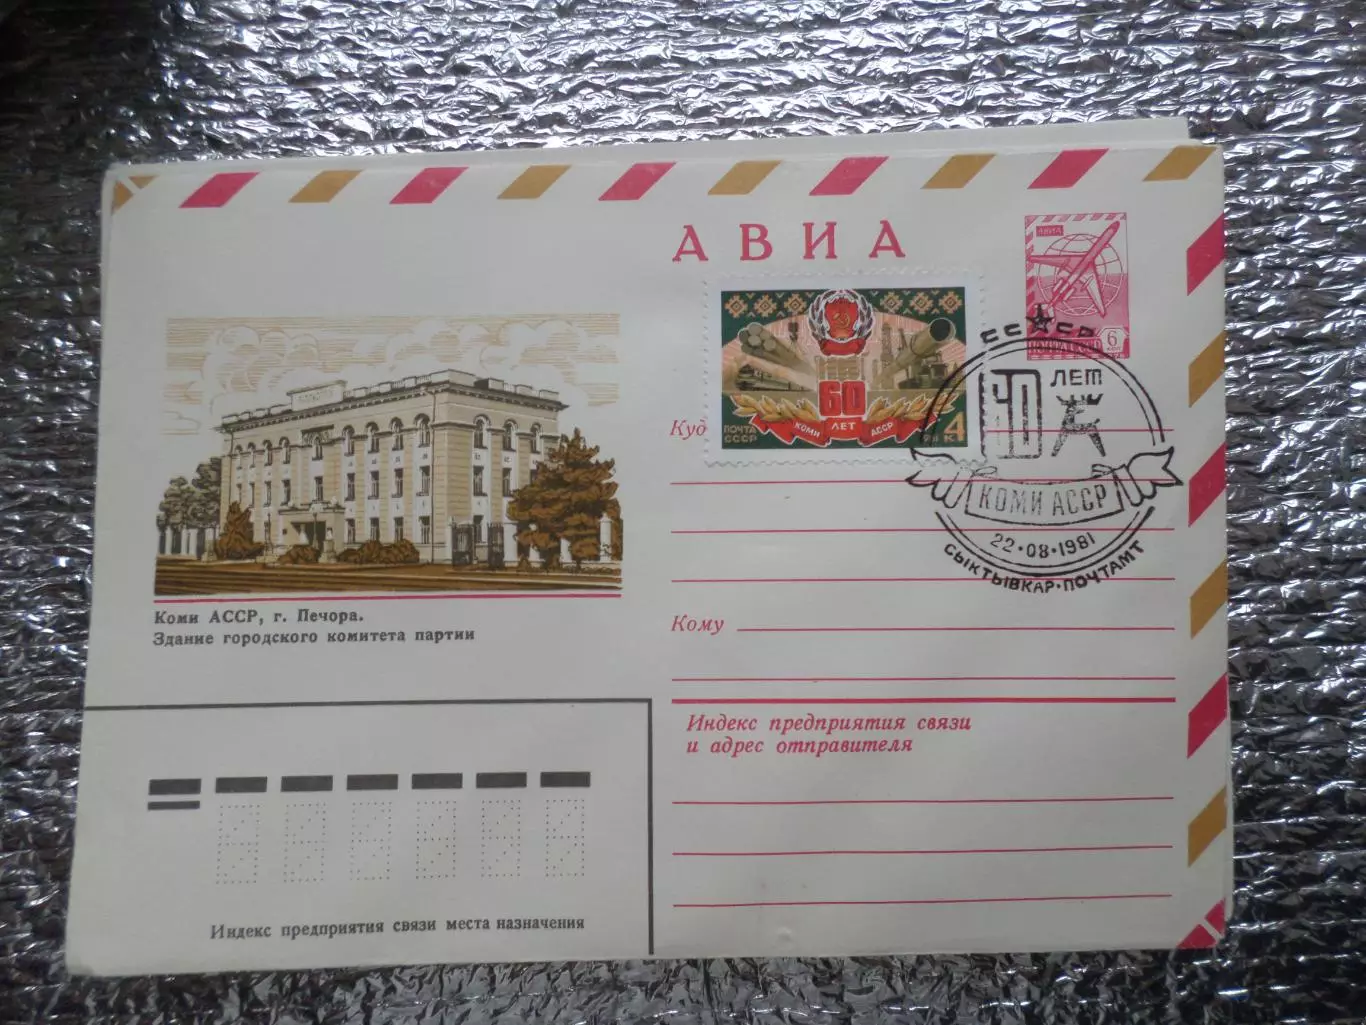 АВИА
АВИА
ПОЧТА СССР 6
КОП
60
ПОЧТА
СССР
КОМИ ЛЕТ АССР
1981
4
К
СССР
60 ЛЕТ
КОМИ АССР
22·08·1981
СЫКТЫВКАР·ПОЧТАМТ
Куд
Кому
Коми АССР, г. Печора.
Здание городского комитета партии
Индекс предприятия связи
и адрес отправителя
Индекс предприятия связи места назначения